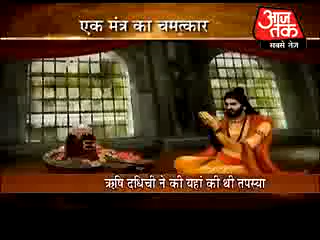 एक मंत्र का चमत्कार
आज तक
सबसे तेज
ऋषि दधिची ने की यहां की थी तपस्या